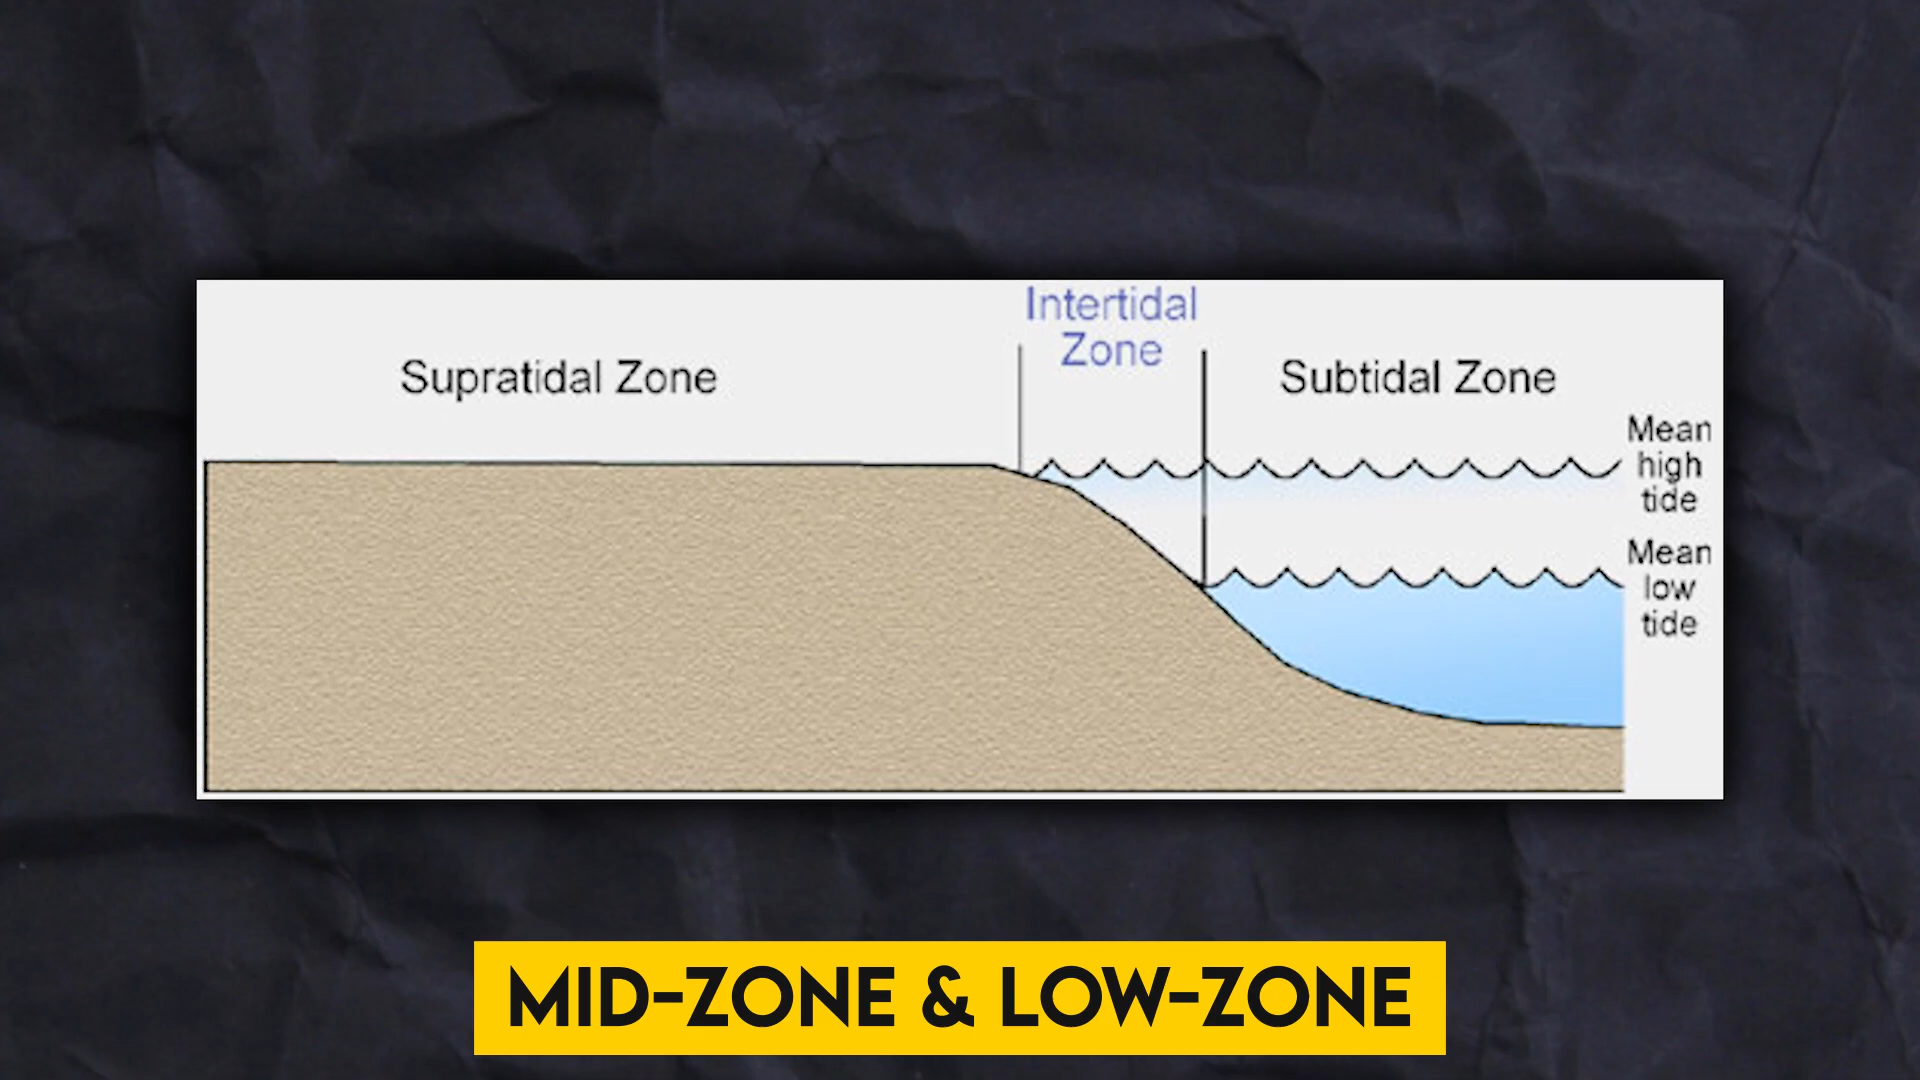 Intertidal
Zone
Supratidal Zone
Subtidal Zone
Mean
high
tide
Mean
low
tide
MID-ZONE & LOW-ZONE